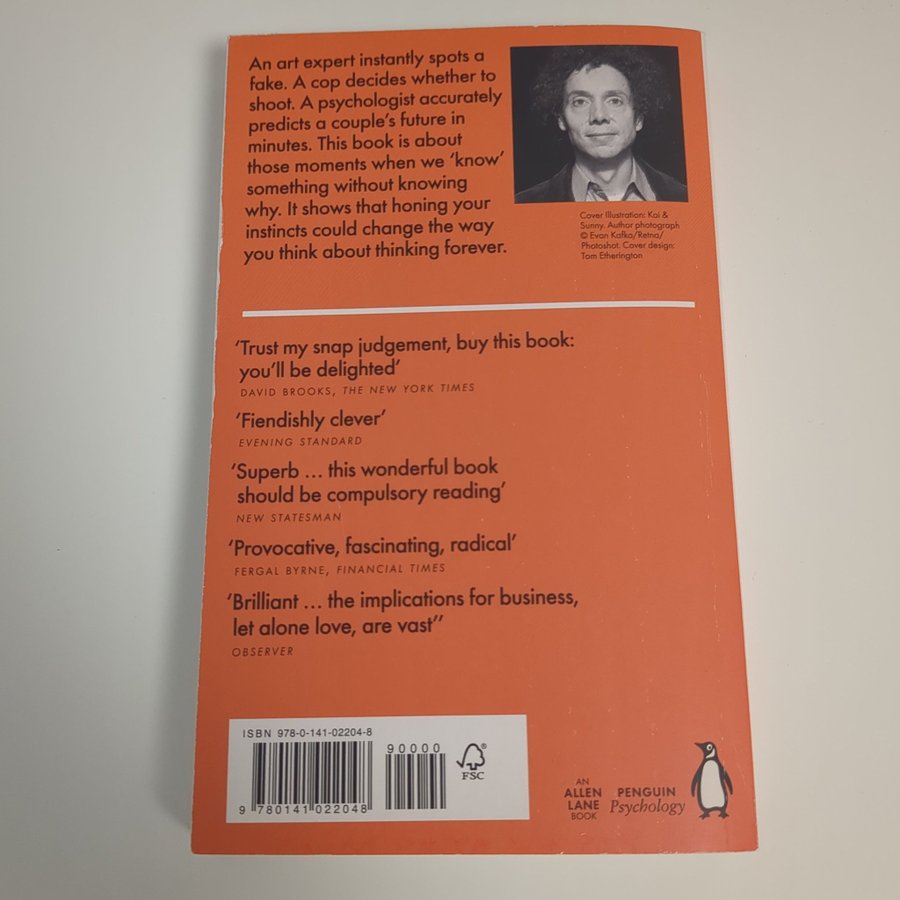 An art expert instantly spots a
fake. A cop decides whether to
shoot. A psychologist accurately
predicts a couple's future in
minutes. This book is about
those moments when we 'know'
something without knowing
why. It shows that honing your
instincts could change the way
you think about thinking forever.
Cover Illustration: Kai &
Sunny. Author photograph
© Evan Kafka/Retna/
Photoshot. Cover design:
Tom Etherington
'Trust my snap judgement, buy this book:
you'll be delighted'
DAVID BROOKS, THE NEW YORK TIMES
'Fiendishly clever'
EVENING STANDARD
'Superb ... this wonderful book
should be compulsory reading'
NEW STATESMAN
'Provocative, fascinating, radical'
FERGAL BYRNE, FINANCIAL TIMES
'Brilliant ... the implications for business,
let alone love, are vast''
OBSERVER
ISBN 978-0-141-02204-8
90000
9 780141 022048
FSC
®
AN
ALLEN
LANE
BOOK
PENGUIN
Psychology